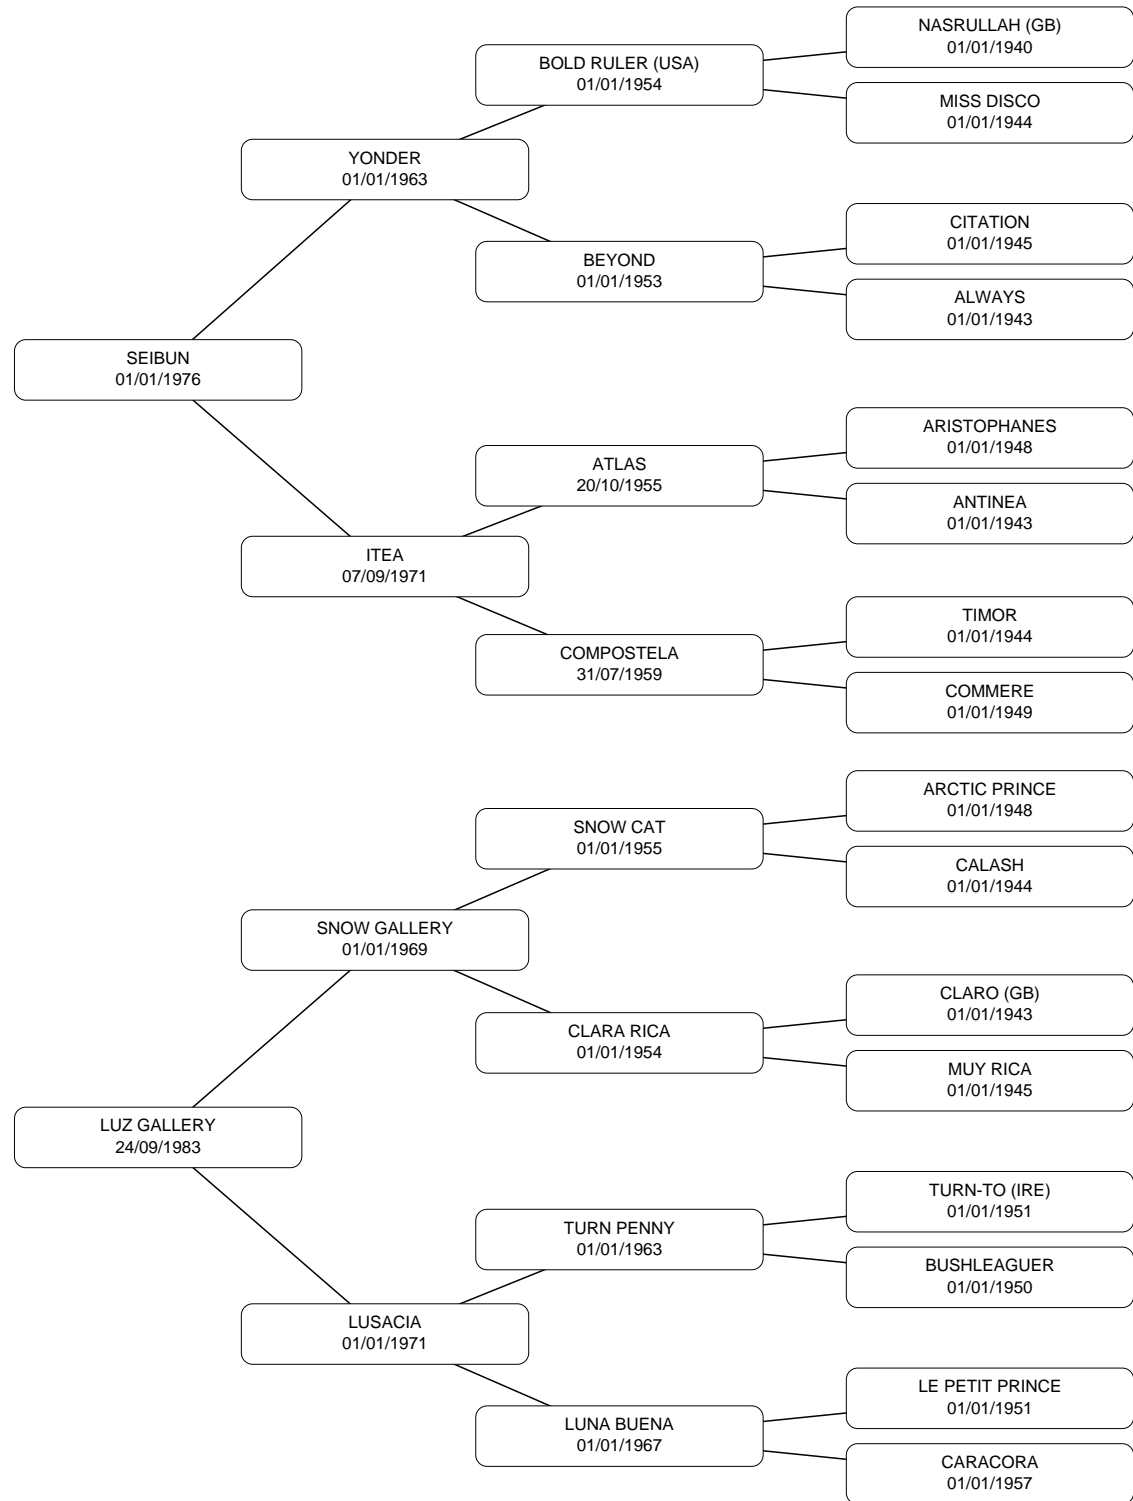 NASRULLAH (GB)
01/01/1940
BOLD RULER (USA)
01/01/1954
MISS DISCO
01/01/1944
YONDER
01/01/1963
CITATION
01/01/1945
BEYOND
01/01/1953
ALWAYS
01/01/1943
SEIBUN
01/01/1976
ARISTOPHANES
01/01/1948
ATLAS
20/10/1955
ANTINEA
01/01/1943
ITEA
07/09/1971
TIMOR
01/01/1944
COMPOSTELA
31/07/1959
COMMERE
01/01/1949
ARCTIC PRINCE
01/01/1948
SNOW CAT
01/01/1955
CALASH
01/01/1944
SNOW GALLERY
01/01/1969
CLARO (GB)
01/01/1943
CLARA RICA
01/01/1954
MUY RICA
01/01/1945
LUZ GALLERY
24/09/1983
TURN-TO (IRE)
01/01/1951
TURN PENNY
01/01/1963
BUSHLEAGUER
01/01/1950
LUSACIA
01/01/1971
LE PETIT PRINCE
01/01/1951
LUNA BUENA
01/01/1967
CARACORA
01/01/1957